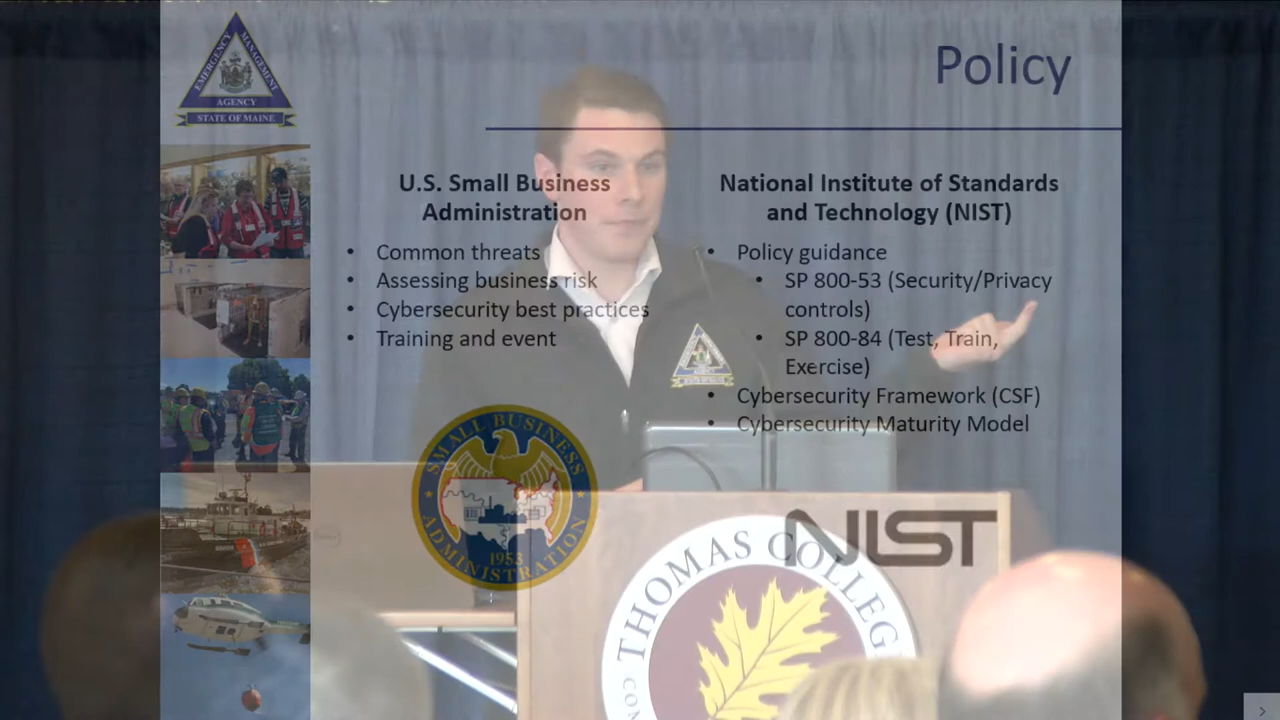 Policy
EMERGENCY MANAGEMENT
AGENCY
STATE OF MAINE
U.S. Small Business
Administration
• Common threats
• Assessing business risk
• Cybersecurity best practices
• Training and event
National Institute of Standards
and Technology (NIST)
• Policy guidance
• SP 800-53 (Security/Privacy
controls)
• SP 800-84 (Test, Train,
Exercise)
• Cybersecurity Framework (CSF)
• Cybersecurity Maturity Model
SMALL BUSINESS
ADMINISTRATION
1953
NIST
THOMAS COLLEGE